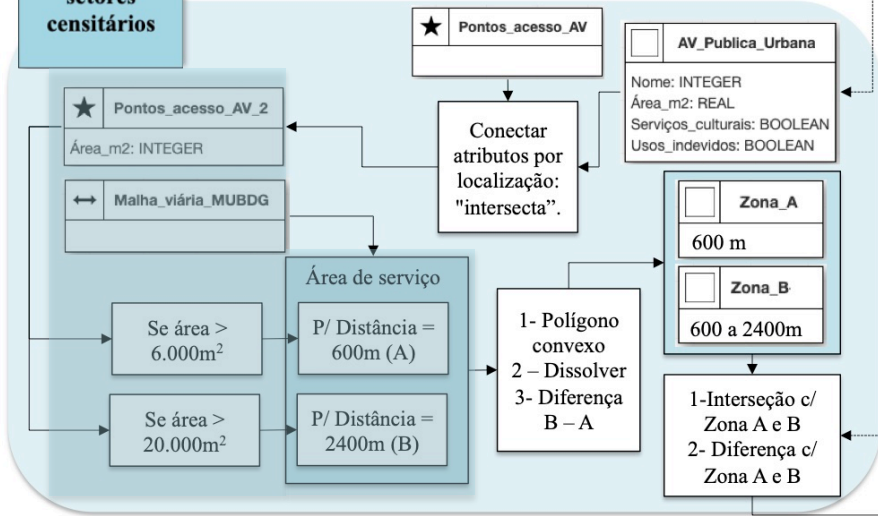 setores
censitários
Pontos_acesso_AV
AV_Publica_Urbana
Nome: INTEGER
Área_m2: REAL
Serviços_culturais: BOOLEAN
Usos_indevidos: BOOLEAN
Pontos_acesso_AV_2
Área_m2: INTEGER
Conectar
atributos por
localização:
"intersecta”.
Malha_viária_MUBDG
Zona_A
600 m
Zona_B
600 a 2400m
Área de serviço
Se área >
6.000m²
P/ Distância =
600m (A)
Se área >
20.000m²
P/ Distância =
2400m (B)
1- Polígono
convexo
2 – Dissolver
3- Diferença
B – A
1-Interseção c/
Zona A e B
2- Diferença c/
Zona A e B